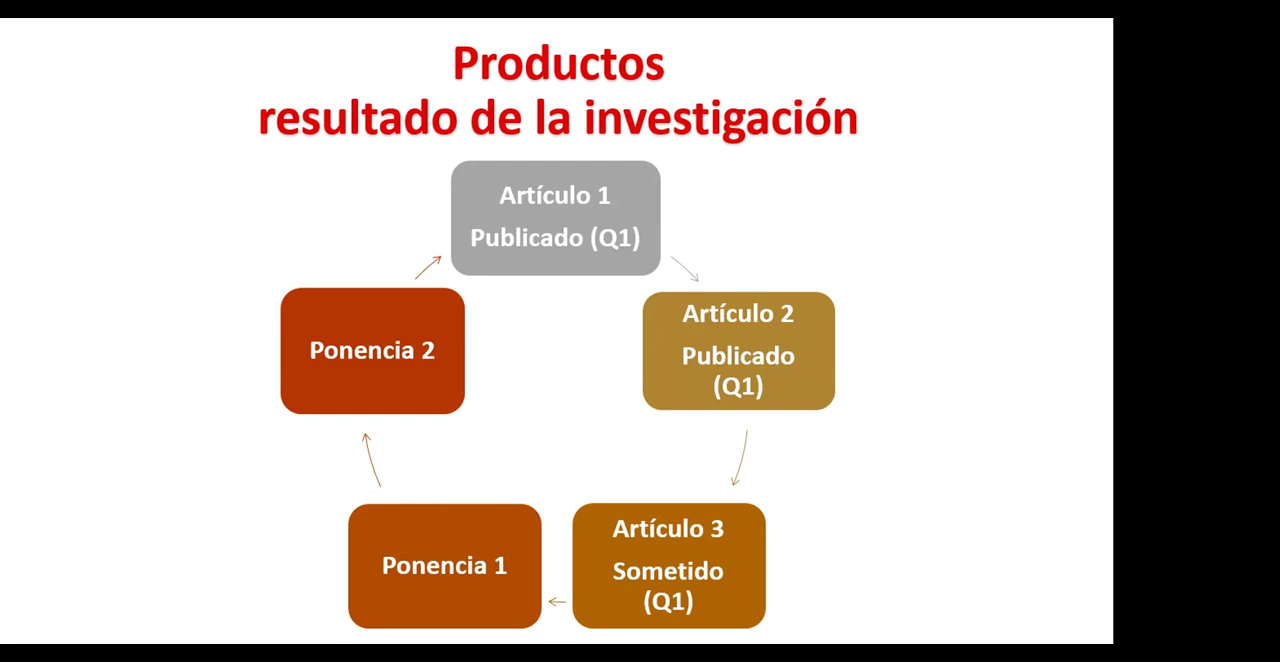 Productos
resultado de la investigación
Artículo 1
Publicado (Q1)
Artículo 2
Publicado
(Q1)
Artículo 3
Sometido
(Q1)
Ponencia 1
Ponencia 2